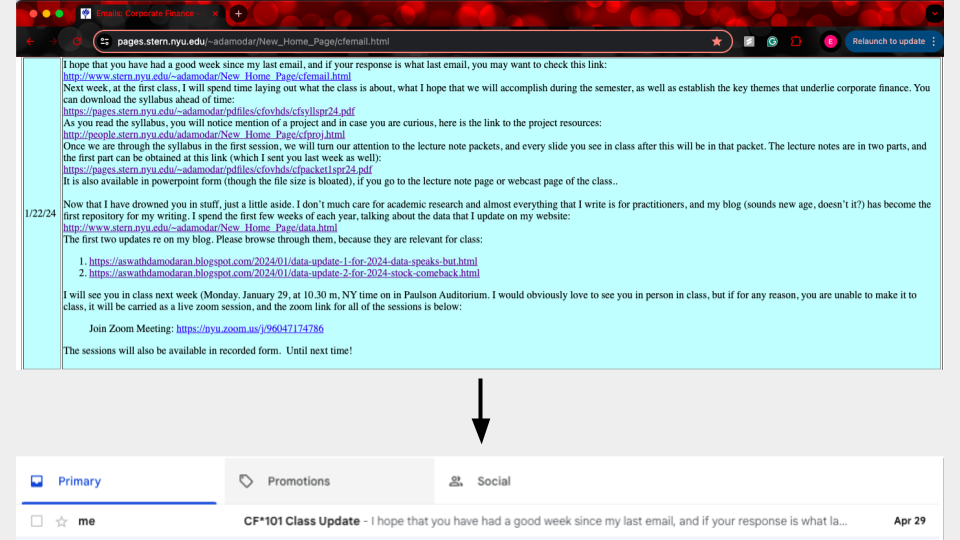 Emails: Corporate Finance -
pages.stern.nyu.edu/~adamodar/New_Home_Page/cfemail.html
E
Relaunch to update
I hope that you have had a good week since my last email, and if your response is what last email, you may want to check this link:
http://www.stern.nyu.edu/~adamodar/New_Home_Page/cfemail.html
Next week, at the first class, I will spend time laying out what the class is about, what I hope that we will accomplish during the semester, as well as establish the key themes that underlie corporate finance. You
can download the syllabus ahead of time:
https://pages.stern.nyu.edu/~adamodar/pdfiles/cfovhds/cfsyllspr24.pdf
As you read the syllabus, you will notice mention of a project and in case you are curious, here is the link to the project resources:
http://people.stern.nyu.edu/adamodar/New_Home_Page/cfproj.html
Once we are through the syllabus in the first session, we will turn our attention to the lecture note packets, and every slide you see in class after this will be in that packet. The lecture notes are in two parts, and
the first part can be obtained at this link (which I sent you last week as well):
https://pages.stern.nyu.edu/~adamodar/pdfiles/cfovhds/cfpacket1spr24.pdf
It is also available in powerpoint form (though the file size is bloated), if you go to the lecture note page or webcast page of the class..
Now that I have drowned you in stuff, just a little aside. I don't much care for academic research and almost everything that I write is for practitioners, and my blog (sounds new age, doesn't it?) has become the
1/22/24
first repository for my writing. I spend the first few weeks of each year, talking about the data that I update on my website:
http://www.stern.nyu.edu/~adamodar/New_Home_Page/data.html
The first two updates re on my blog. Please browse through them, because they are relevant for class:
1. https://aswathdamodaran.blogspot.com/2024/01/data-update-1-for-2024-data-speaks-but.html
2. https://aswathdamodaran.blogspot.com/2024/01/data-update-2-for-2024-stock-comeback.html
I will see you in class next week (Monday. January 29, at 10.30 m, NY time on in Paulson Auditorium. I would obviously love to see you in person in class, but if for any reason, you are unable to make it to
class, it will be carried as a live zoom session, and the zoom link for all of the sessions is below:
Join Zoom Meeting: https://nyu.zoom.us/j/96047174786
The sessions will also be available in recorded form. Until next time!
Primary
Promotions
Social
me
CF*101 Class Update - I hope that you have had a good week since my last email, and if your response is what la...
Apr 29